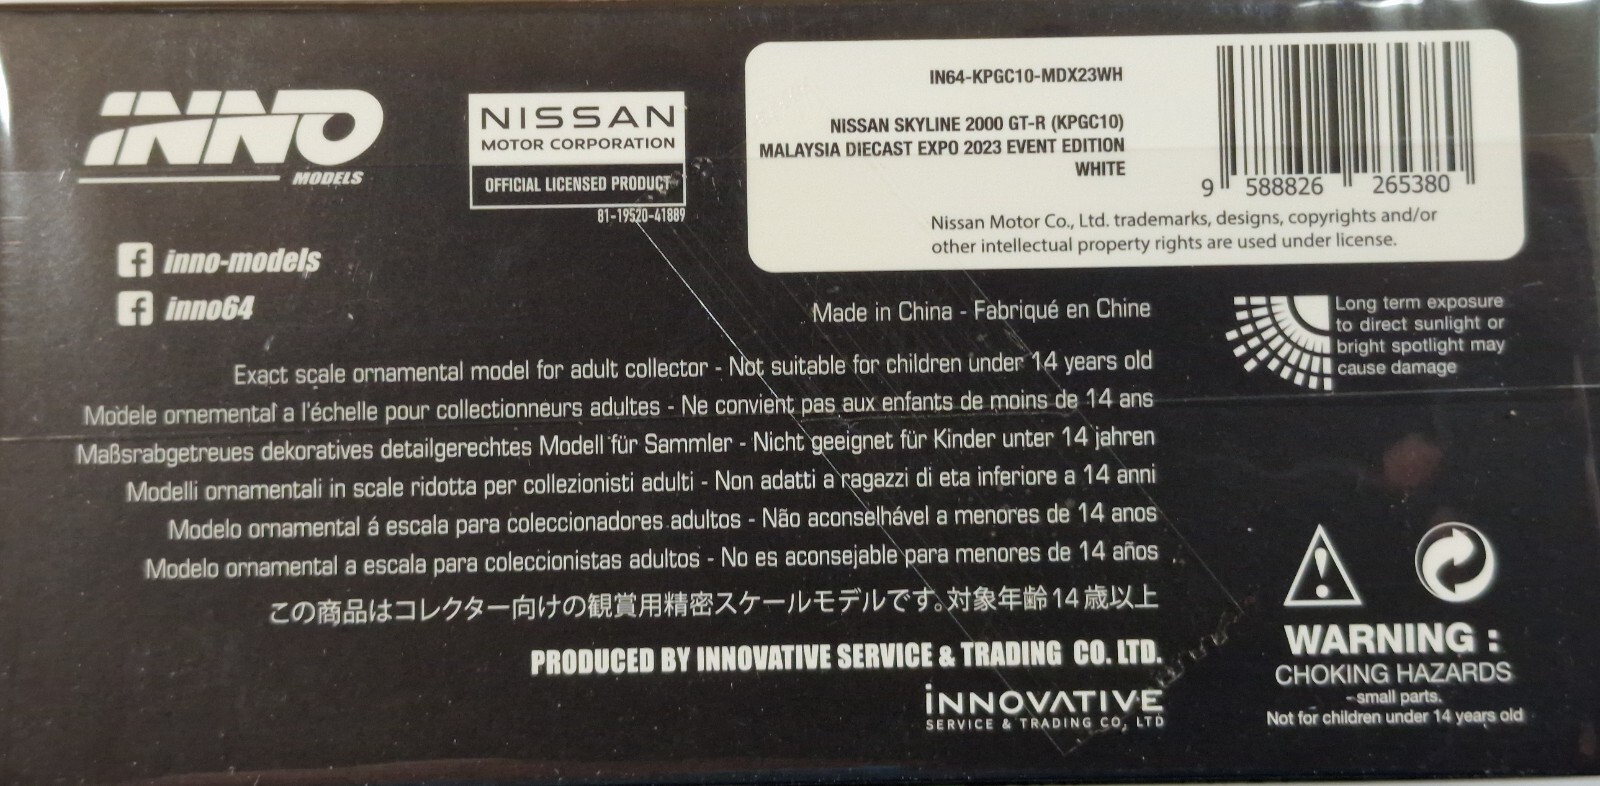 INNO
MODELS
NISSAN
MOTOR CORPORATION
OFFICIAL LICENSED PRODUCT
81-19520-41889
IN64-KPGC10-MDX23WH
NISSAN SKYLINE 2000 GT-R (KPGC10)
MALAYSIA DIECAST EXPO 2023 EVENT EDITION
WHITE
9 588826 265380
Nissan Motor Co., Ltd. trademarks, designs, copyrights and/or
other intellectual property rights are used under license.
inno-models
inno64
Made in China - Fabriqué en Chine
Long term exposure
to direct sunlight or
bright spotlight may
cause damage
Exact scale ornamental model for adult collector - Not suitable for children under 14 years old
Modele ornemental a l'échelle pour collectionneurs adultes - Ne convient pas aux enfants de moins de 14 ans
Maßsrabgetreues dekoratives detailgerechtes Modell für Sammler - Nicht geeignet für Kinder unter 14 jahren
Modelli ornamentali in scale ridotta per collezionisti adulti - Non adatti a ragazzi di eta inferiore a 14 anni
Modelo ornamental á escala para coleccionadores adultos - Não aconselhável a menores de 14 anos
Modelo ornamental a escala para coleccionistas adultos - No es aconsejable para menores de 14 años
この商品はコレクター向けの観賞用精密スケールモデルです。対象年齢14歳以上
PRODUCED BY INNOVATIVE SERVICE & TRADING CO. LTD.
INNOVATIVE
SERVICE & TRADING CO, LTD
WARNING :
CHOKING HAZARDS
- small parts.
Not for children under 14 years old